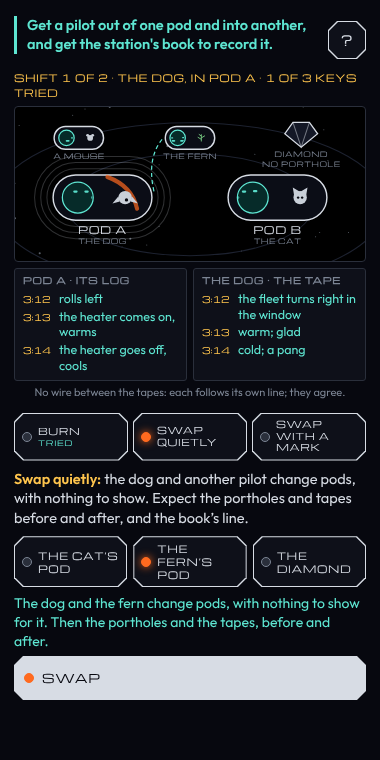 Get a pilot out of one pod and into another,
and get the station's book to record it.
?
SHIFT 1 OF 2 · THE DOG, IN POD A · 1 OF 3 KEYS
TRIED
A MOUSE
THE FERN
DIAMOND
NO PORTHOLE
POD A
THE DOG
POD B
THE CAT
POD A · ITS LOG
3:12 rolls left
3:13 the heater comes on,
warms
3:14 the heater goes off,
cools
THE DOG · THE TAPE
3:12 the fleet turns right in
the window
3:13 warm; glad
3:14 cold; a pang
No wire between the tapes: each follows its own line; they agree.
BURN
TRIED
SWAP
QUIETLY
SWAP
WITH A
MARK
Swap quietly: the dog and another pilot change pods,
with nothing to show. Expect the portholes and tapes
before and after, and the book's line.
THE CAT'S
POD
THE
FERN'S
POD
THE
DIAMOND
The dog and the fern change pods, with nothing to show
for it. Then the portholes and the tapes, before and
after.
SWAP